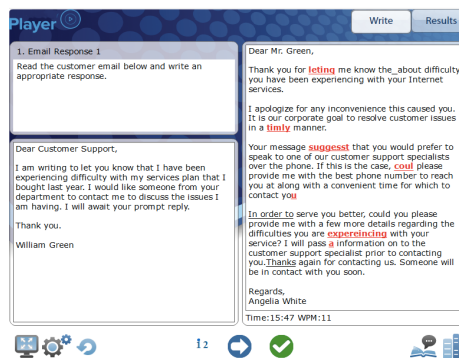 Player
Write
Results
1. Email Response 1
Read the customer email below and write an
appropriate response.
Dear Customer Support,
I am writing to let you know that I have been
experiencing difficulty with my services plan that I
bought last year. I would like someone from your
department to contact me to discuss the issues I
am having. I will await your prompt reply.
Thank you.
William Green
Dear Mr. Green,
Thank you for leting me know the_about difficulty
you have been experiencing with your Internet
services.
I apologize for any inconvenience this caused you.
It is our corporate goal to resolve customer issues
in a timly manner.
Your message suggesst that you would prefer to
speak to one of our customer support specialists
over the phone. If this is the case, coul please
provide me with the best phone number to reach
you at along with a convenient time for which to
contact you
In order to serve you better, could you please
provide me with a few more details regarding the
difficulties you are expereincing with your
service? I will pass a information on to the
customer support specialist prior to contacting
you.Thanks again for contacting us. Someone will
be in contact with you soon.
Regards,
Angelia White
Time:15:47 WPM:11
1 2